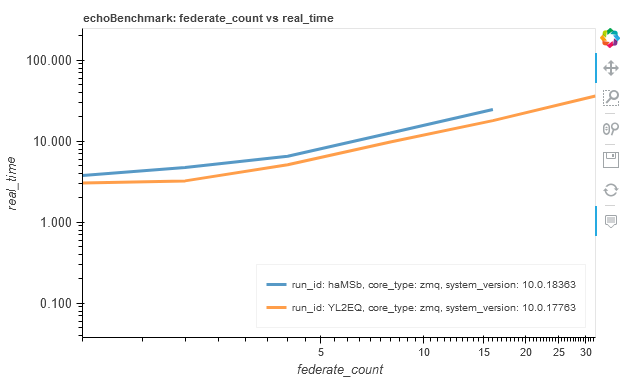 echoBenchmark: federate_count vs real_time
100.000
10.000
1.000
0.100
real_time
run_id: haMSb, core_type: zmq, system_version: 10.0.18363
run_id: YL2EQ, core_type: zmq, system_version: 10.0.17763
5 10 15 20 25 30
federate_count